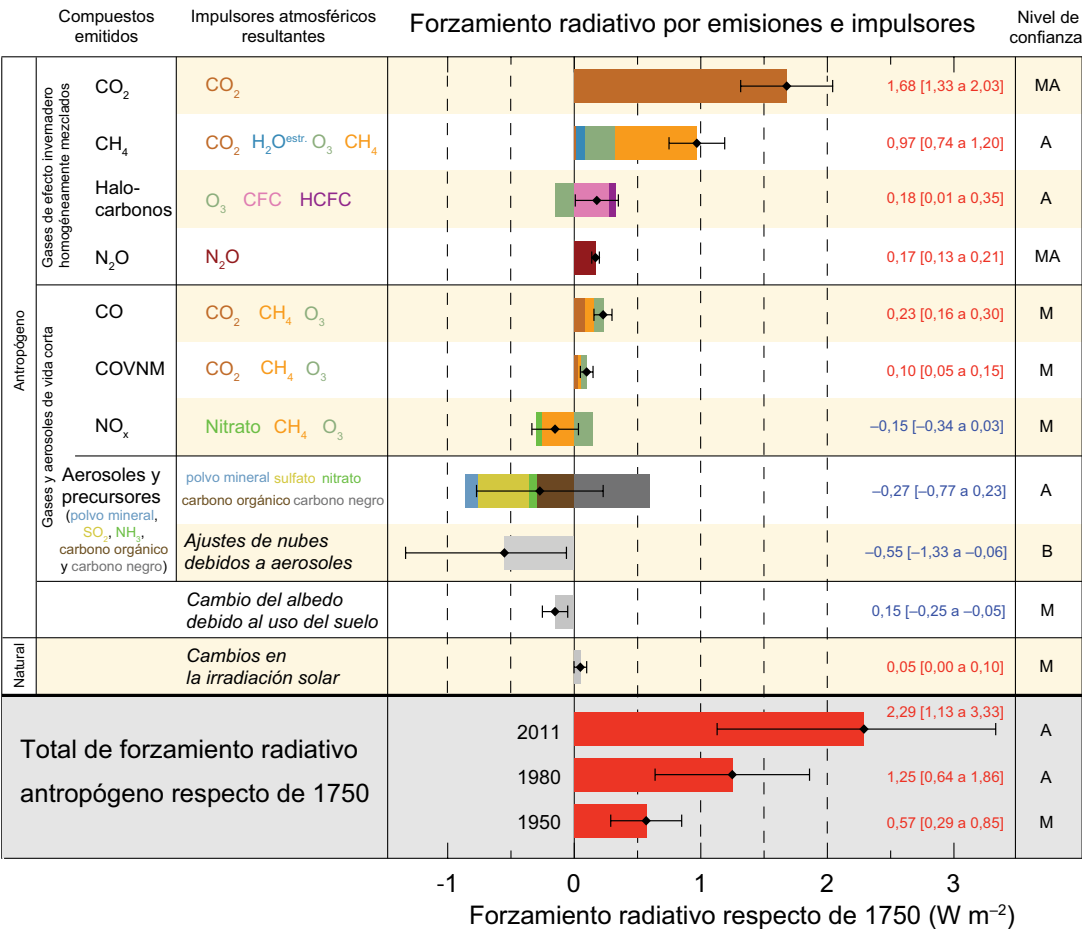 Compuestos
emitidos
Impulsores atmosféricos
resultantes
Forzamiento radiativo por emisiones e impulsores
Nivel de
confianza
Antropógeno
Gases de efecto invernadero
homogéneamente mezclados
CO₂
CO₂
1,68 [1,33 a 2,03]
MA
CH₄
CO₂ H₂Oᵉˢᵗʳ· O₃ CH₄
0,97 [0,74 a 1,20]
A
Halo-
carbonos
O₃ CFC HCFC
0,18 [0,01 a 0,35]
A
N₂O
N₂O
0,17 [0,13 a 0,21]
MA
Gases y aerosoles de vida corta
CO
CO₂ CH₄ O₃
0,23 [0,16 a 0,30]
M
COVNM
CO₂ CH₄ O₃
0,10 [0,05 a 0,15]
M
NOₓ
Nitrato CH₄ O₃
–0,15 [–0,34 a 0,03]
M
Aerosoles y
precursores
(polvo mineral,
SO₂, NH₃,
carbono orgánico
y carbono negro)
polvo mineral sulfato nitrato
carbono orgánico carbono negro
–0,27 [–0,77 a 0,23]
A
Ajustes de nubes
debidos a aerosoles
–0,55 [–1,33 a –0,06]
B
Cambio del albedo
debido al uso del suelo
0,15 [–0,25 a –0,05]
M
Natural
Cambios en
la irradiación solar
0,05 [0,00 a 0,10]
M
Total de forzamiento radiativo
antropógeno respecto de 1750
2011
2,29 [1,13 a 3,33]
A
1980
1,25 [0,64 a 1,86]
A
1950
0,57 [0,29 a 0,85]
M
-1 0 1 2 3
Forzamiento radiativo respecto de 1750 (W m⁻²)